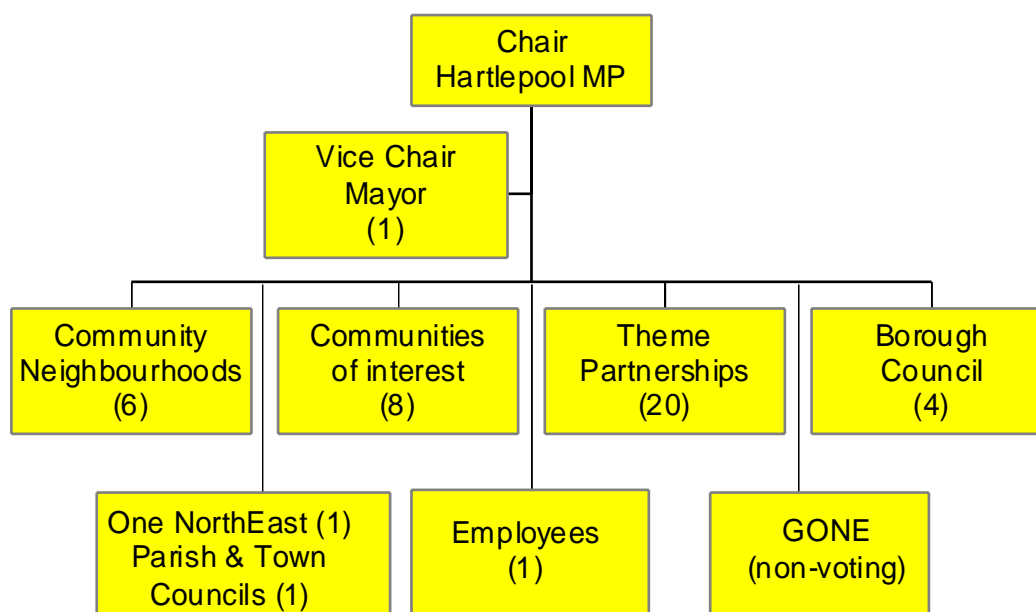 Chair
Hartlepool MP
Vice Chair
Mayor
(1)
Community
Neighbourhoods
(6)
Communities
of interest
(8)
Theme
Partnerships
(20)
Borough
Council
(4)
One NorthEast (1)
Parish & Town
Councils (1)
Employees
(1)
GONE
(non-voting)